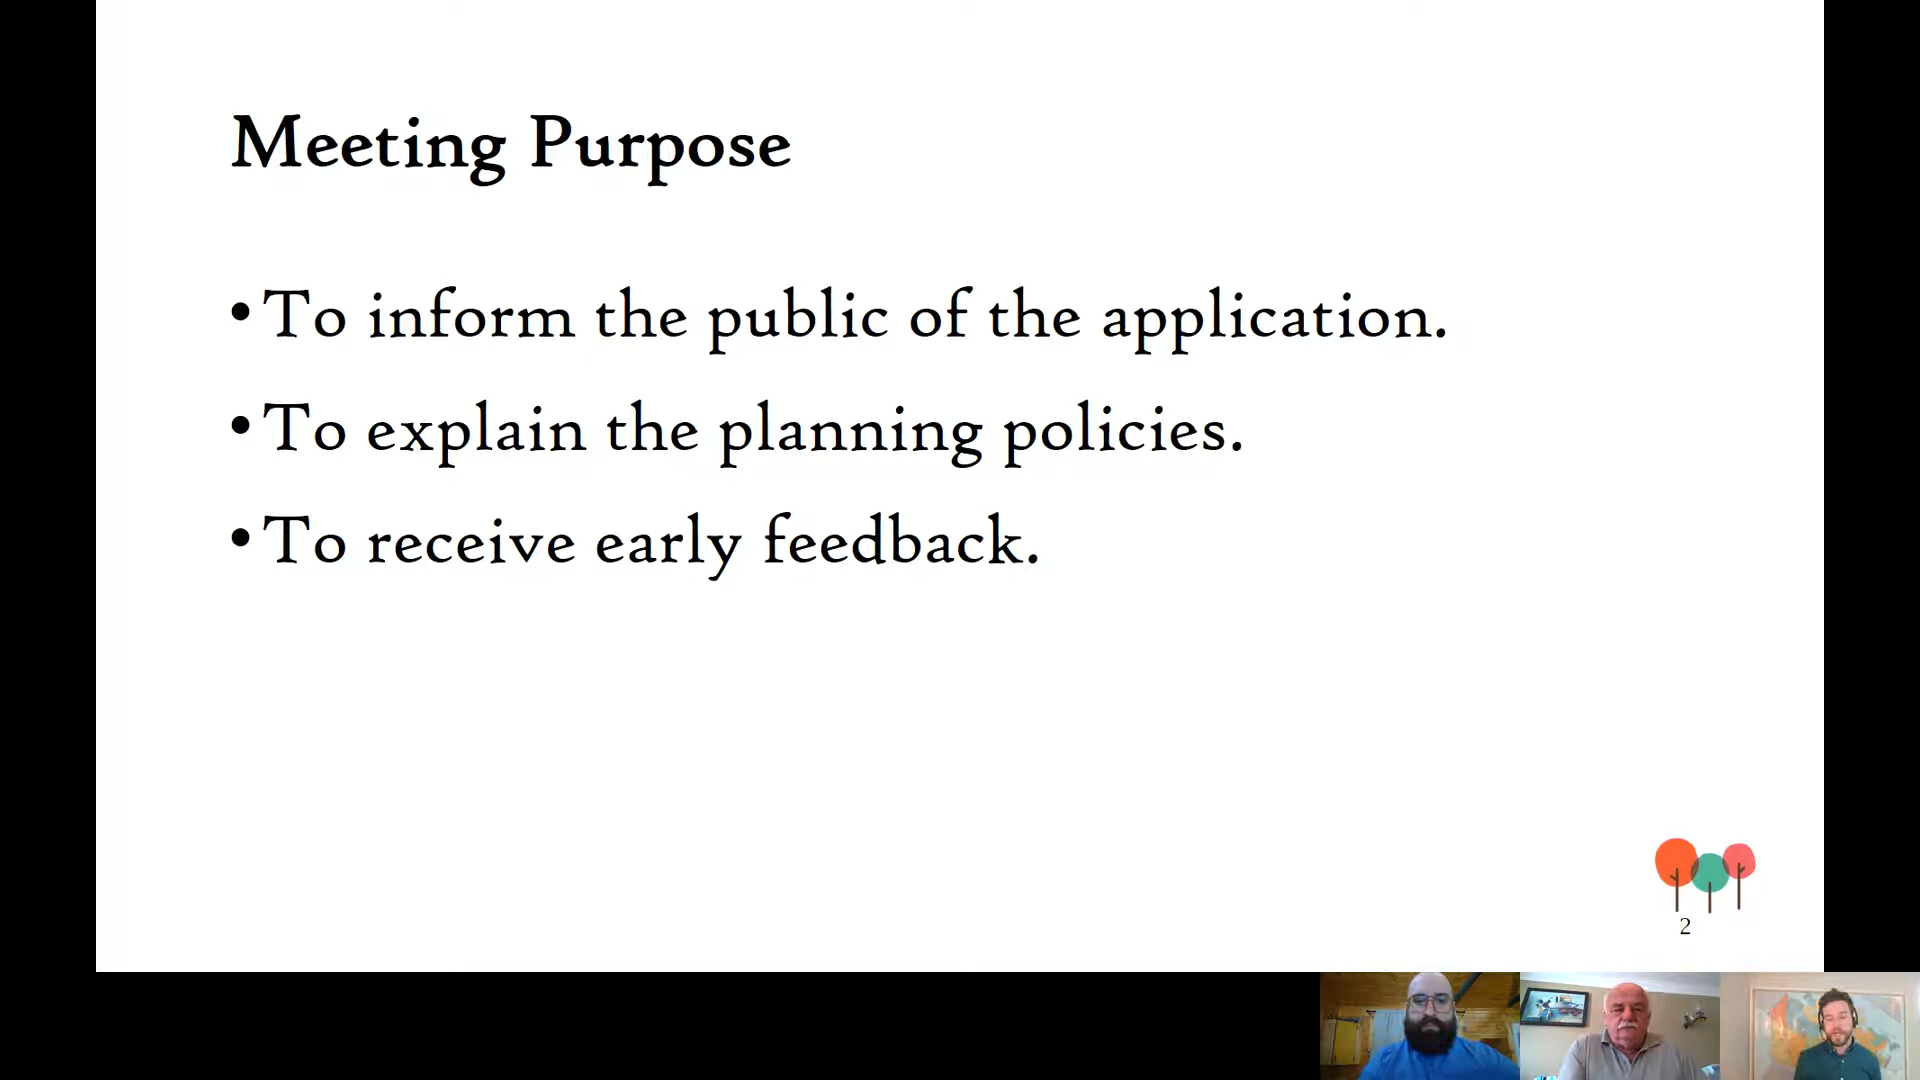 Meeting Purpose
•To inform the public of the application.
•To explain the planning policies.
•To receive early feedback.
2